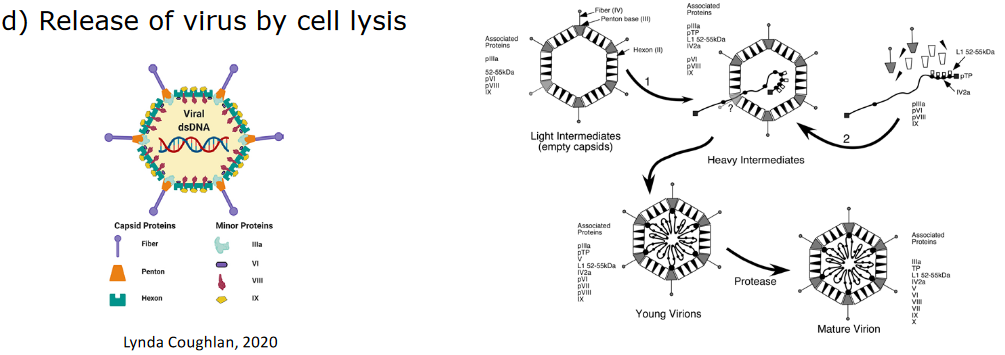 d) Release of virus by cell lysis
Viral
dsDNA
Capsid Proteins
Fiber
Penton
Hexon
Minor Proteins
IIIa
VI
VIII
IX
Lynda Coughlan, 2020
Fiber (IV)
Penton base (III)
Hexon (II)
Associated
Proteins
pIIIa
52-55kDa
pVI
pVIII
IX
Light Intermediates
(empty capsids)
1
Associated
Proteins
pIIIa
pTP
L1 52-55kDa
IV2a
pVI
pVIII
IX
?
Heavy Intermediates
2
L1 52-55kDa
pTP
IV2a
pIIIa
pVI
pVIII
IX
Associated
Proteins
pIIIa
pTP
V
L1 52-55kDa
IV2a
pVI
pVII
pVIII
IX
Young Virions
Protease
Associated
Proteins
IIIa
TP
L1 52-55kDa
IV2a
V
VI
VIII
VII
IX
X
Mature Virion